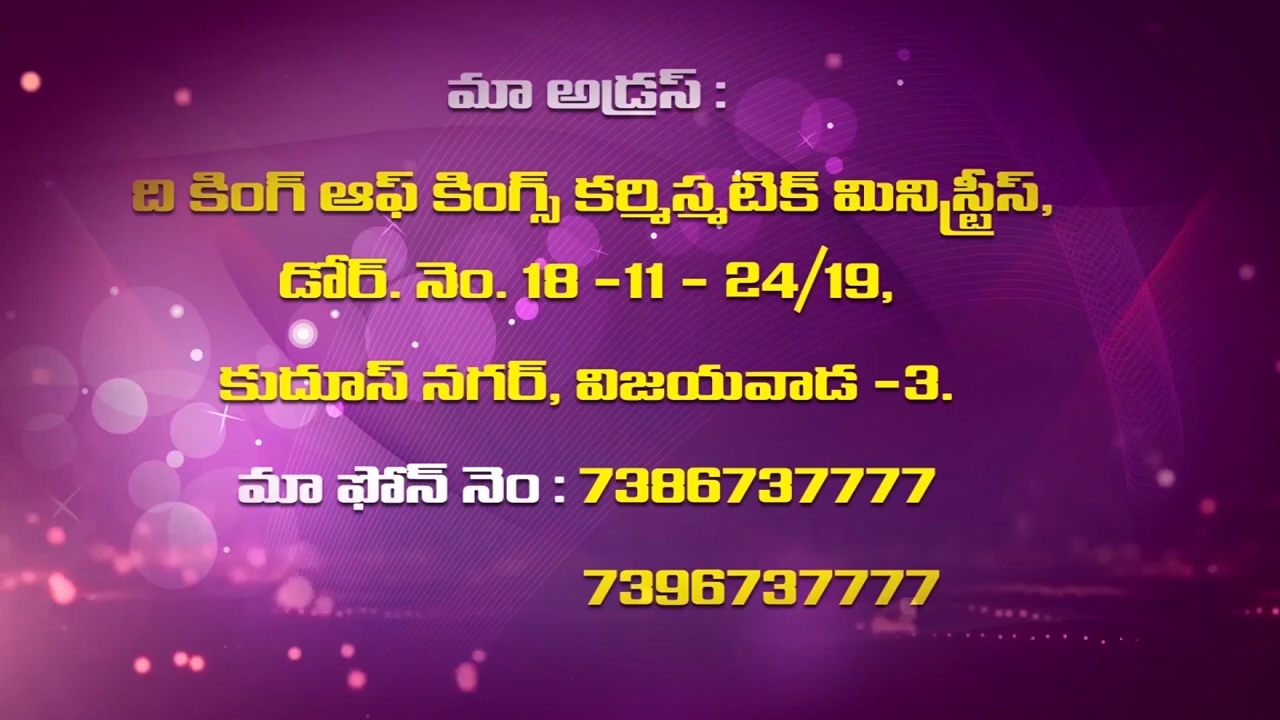 మా అడ్రస్ :
ది కింగ్ ఆఫ్ కింగ్స్ కర్మిస్మటిక్ మినిస్ట్రీస్,
డోర్. నెం. 18 -11 - 24/19,
కుదూస్ నగర్, విజయవాడ -3.
మా ఫోన్ నెం : 7386737777
7396737777